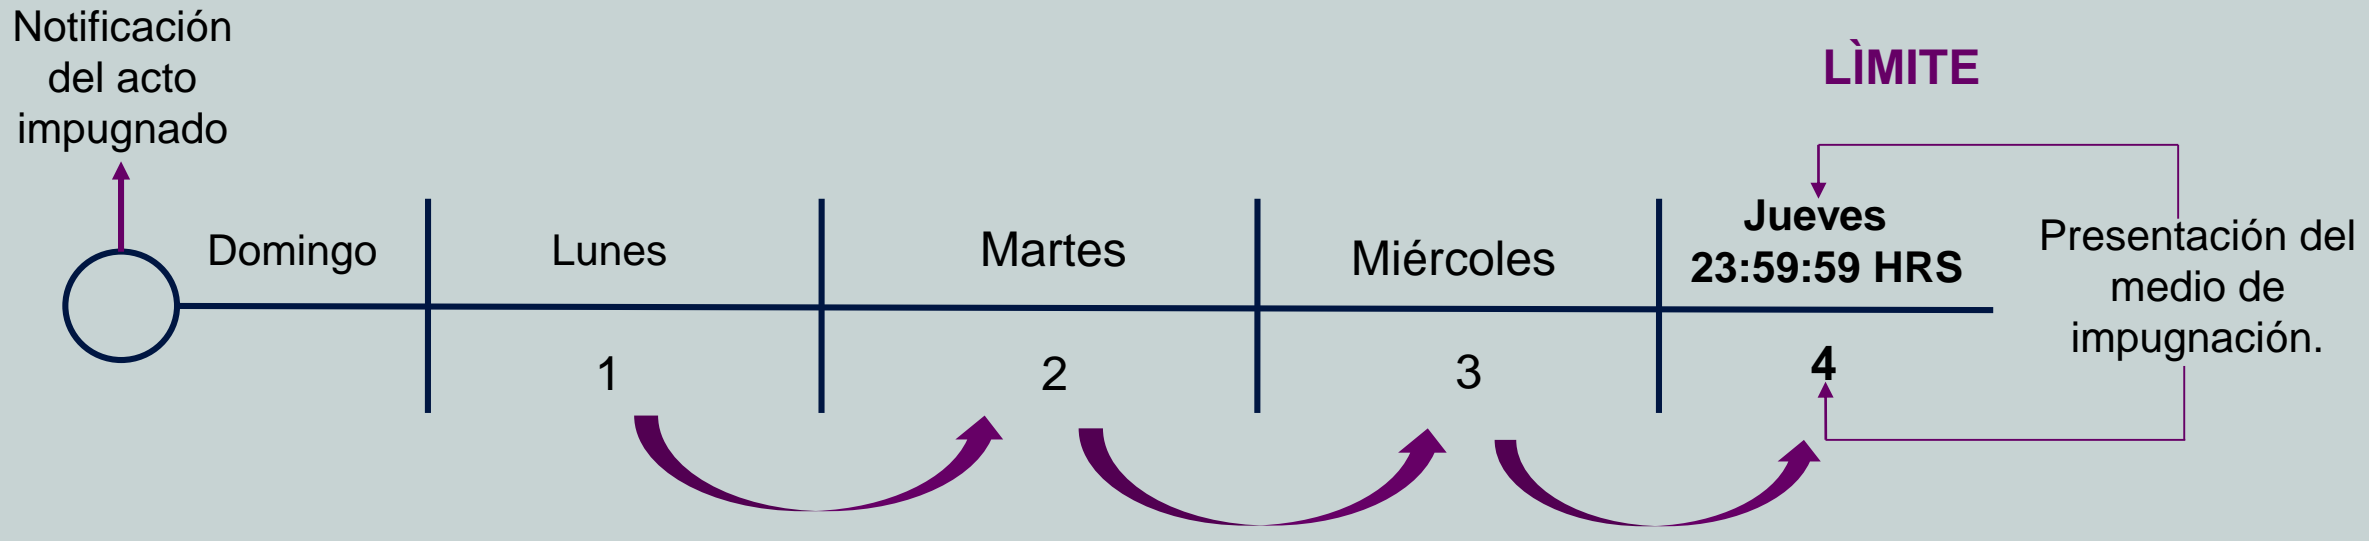 Notificación
del acto
impugnado
LÌMITE
Domingo
Lunes
Martes
Miércoles
Jueves
23:59:59 HRS
Presentación del
medio de
impugnación.
1
2
3
4